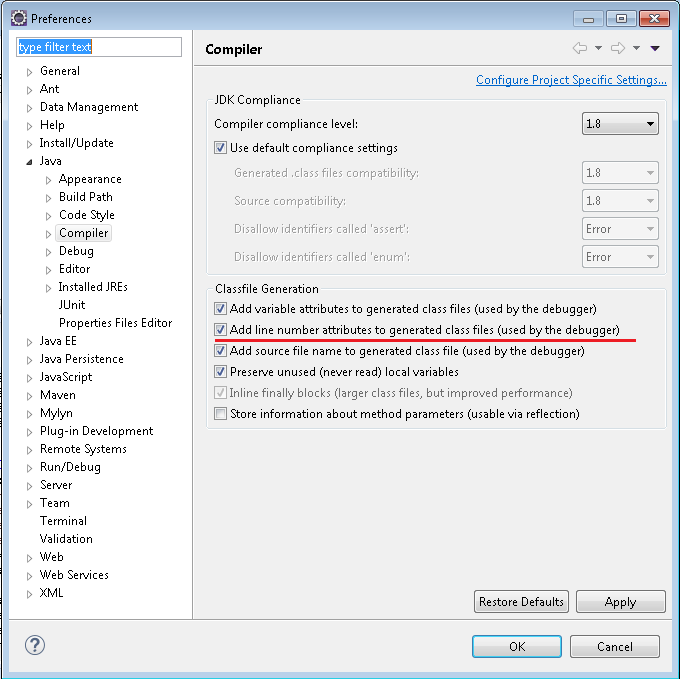 Preferences
type filter text
General
Ant
Data Management
Help
Install/Update
Java
Appearance
Build Path
Code Style
Compiler
Debug
Editor
Installed JREs
JUnit
Properties Files Editor
Java EE
Java Persistence
JavaScript
Maven
Mylyn
Plug-in Development
Remote Systems
Run/Debug
Server
Team
Terminal
Validation
Web
Web Services
XML
Compiler
Configure Project Specific Settings...
JDK Compliance
Compiler compliance level: 1.8
Use default compliance settings
Generated .class files compatibility: 1.8
Source compatibility: 1.8
Disallow identifiers called 'assert': Error
Disallow identifiers called 'enum': Error
Classfile Generation
Add variable attributes to generated class files (used by the debugger)
Add line number attributes to generated class files (used by the debugger)
Add source file name to generated class file (used by the debugger)
Preserve unused (never read) local variables
Inline finally blocks (larger class files, but improved performance)
Store information about method parameters (usable via reflection)
Restore Defaults Apply
? OK Cancel